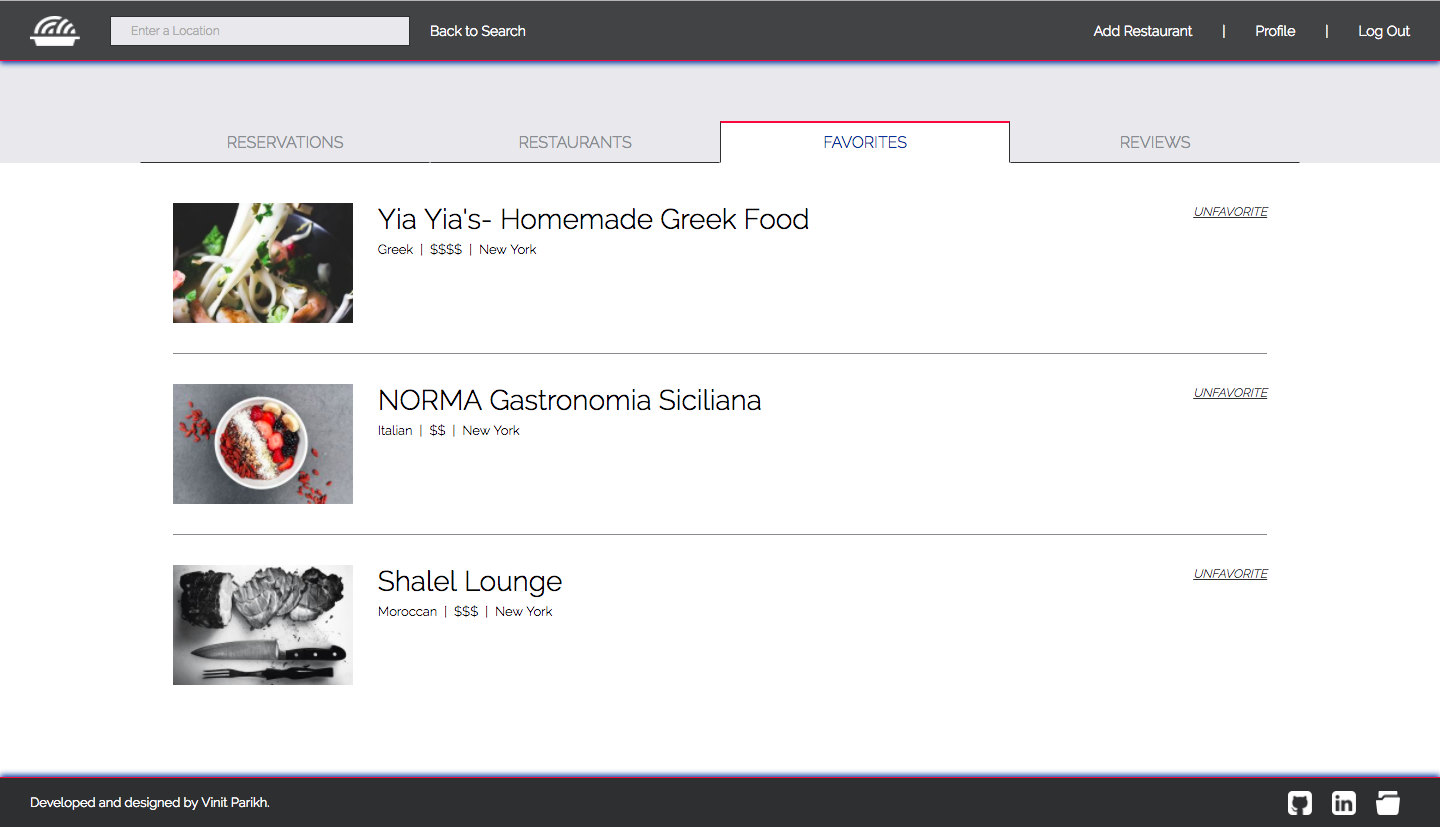 Enter a Location
Back to Search
Add Restaurant | Profile | Log Out
RESERVATIONS
RESTAURANTS
FAVORITES
REVIEWS
Yia Yia's- Homemade Greek Food
UNFAVORITE
Greek | $$$$ | New York
NORMA Gastronomia Siciliana
UNFAVORITE
Italian | $$ | New York
Shalel Lounge
UNFAVORITE
Moroccan | $$$ | New York
Developed and designed by Vinit Parikh.
in